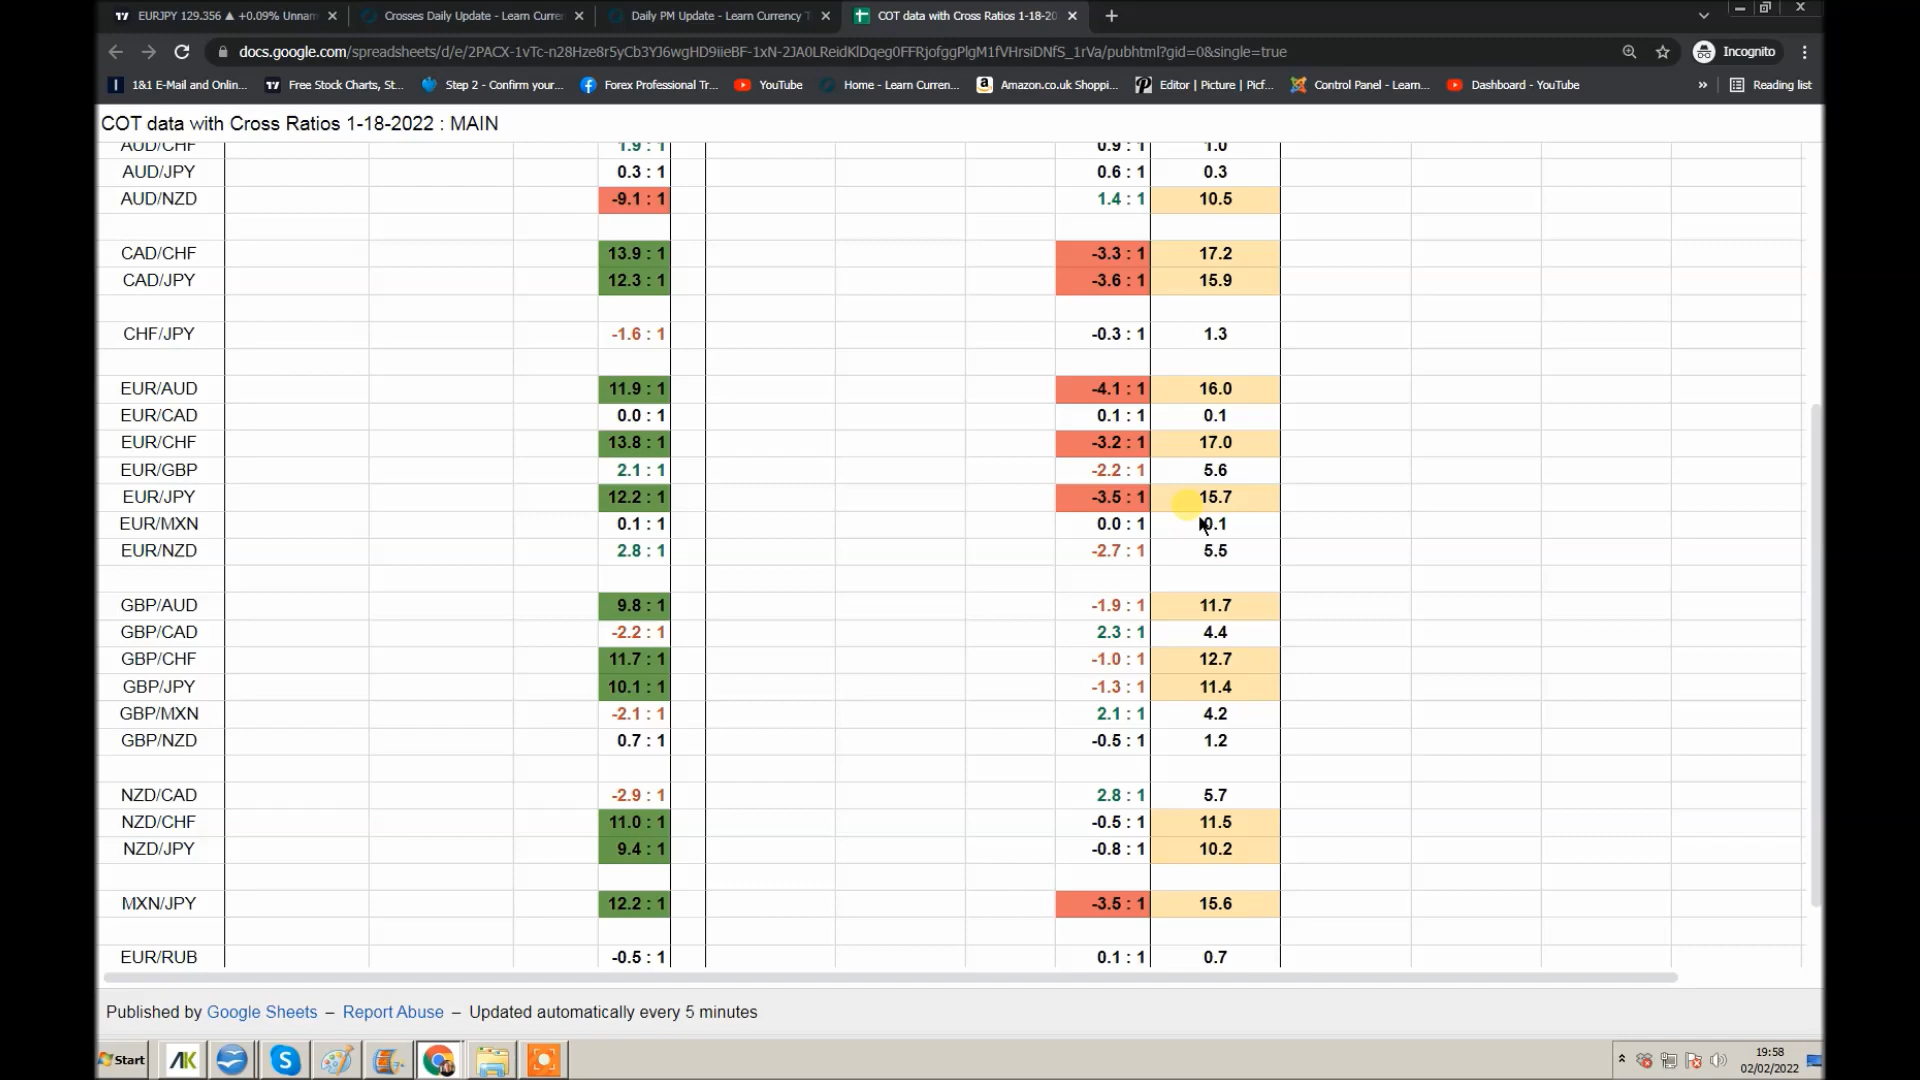 EURJPY 129.356 ▲ +0.09% Unnam
Crosses Daily Update - Learn Curre
Daily PM Update - Learn Currency T
COT data with Cross Ratios 1-18-20
docs.google.com/spreadsheets/d/e/2PACX-1vTc-n28Hze8r5yCb3YJ6wgHD9iieBF-1xN-2JA0LReidKlDqeg0FFRjofggPlgM1fVHrsiDNfS_1rVa/pubhtml?gid=0&single=true
Incognito
1&1 E-Mail and Onlin...
Free Stock Charts, St...
Step 2 - Confirm your...
Forex Professional Tr...
YouTube
Home - Learn Curren...
Amazon.co.uk Shoppi...
Editor | Picture | Picf...
Control Panel - Learn...
Dashboard - YouTube
»
Reading list
COT data with Cross Ratios 1-18-2022 : MAIN
AUD/CHF 1.9 : 1 0.9 : 1 1.0
AUD/JPY 0.3 : 1 0.6 : 1 0.3
AUD/NZD -9.1 : 1 1.4 : 1 10.5
CAD/CHF 13.9 : 1 -3.3 : 1 17.2
CAD/JPY 12.3 : 1 -3.6 : 1 15.9
CHF/JPY -1.6 : 1 -0.3 : 1 1.3
EUR/AUD 11.9 : 1 -4.1 : 1 16.0
EUR/CAD 0.0 : 1 0.1 : 1 0.1
EUR/CHF 13.8 : 1 -3.2 : 1 17.0
EUR/GBP 2.1 : 1 -2.2 : 1 5.6
EUR/JPY 12.2 : 1 -3.5 : 1 15.7
EUR/MXN 0.1 : 1 0.0 : 1 0.1
EUR/NZD 2.8 : 1 -2.7 : 1 5.5
GBP/AUD 9.8 : 1 -1.9 : 1 11.7
GBP/CAD -2.2 : 1 2.3 : 1 4.4
GBP/CHF 11.7 : 1 -1.0 : 1 12.7
GBP/JPY 10.1 : 1 -1.3 : 1 11.4
GBP/MXN -2.1 : 1 2.1 : 1 4.2
GBP/NZD 0.7 : 1 -0.5 : 1 1.2
NZD/CAD -2.9 : 1 2.8 : 1 5.7
NZD/CHF 11.0 : 1 -0.5 : 1 11.5
NZD/JPY 9.4 : 1 -0.8 : 1 10.2
MXN/JPY 12.2 : 1 -3.5 : 1 15.6
EUR/RUB -0.5 : 1 0.1 : 1 0.7
Published by Google Sheets – Report Abuse – Updated automatically every 5 minutes
Start
19:58
02/02/2022